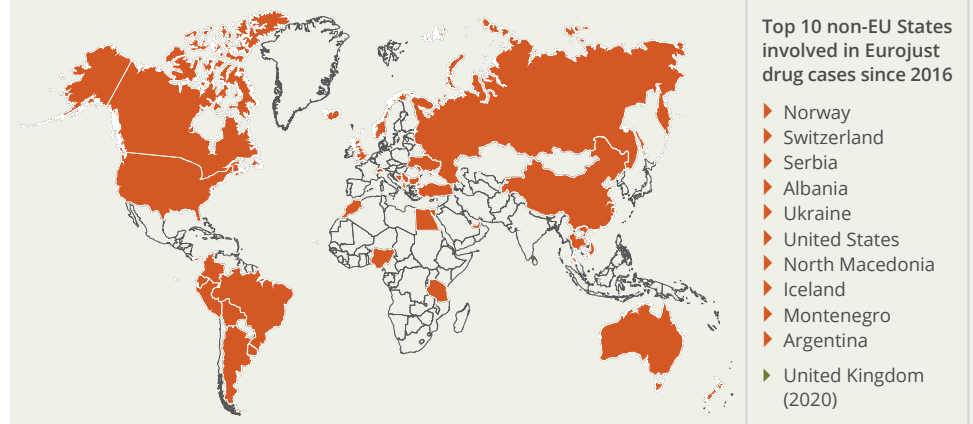 Top 10 non-EU States
involved in Eurojust
drug cases since 2016
Norway
Switzerland
Serbia
Albania
Ukraine
United States
North Macedonia
Iceland
Montenegro
Argentina
United Kingdom
(2020)